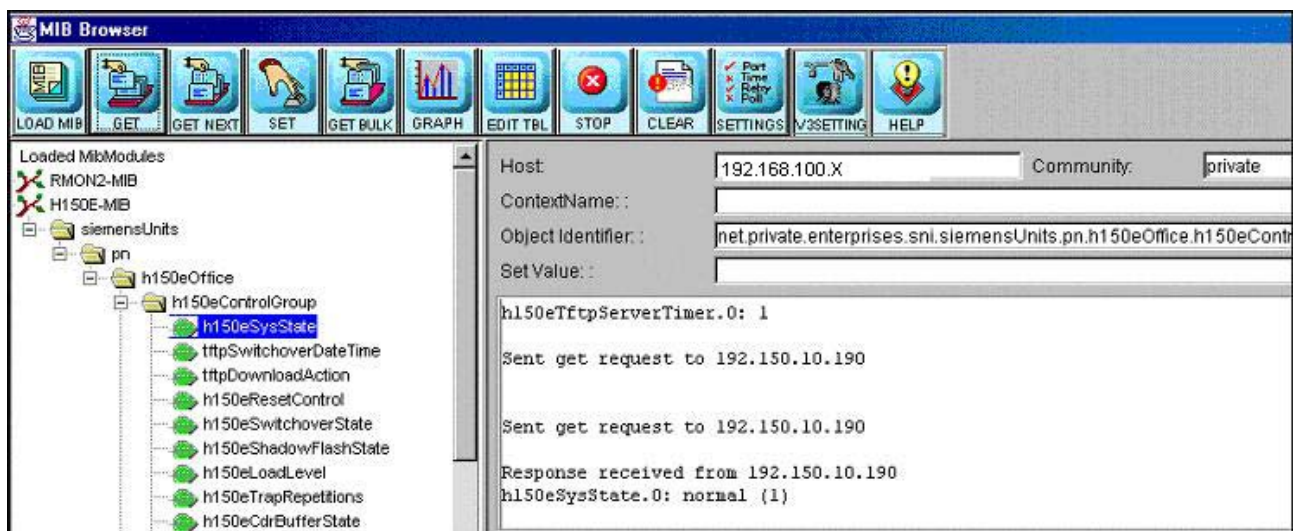 MIB Browser
LOAD MIB GET GET NEXT SET GET BULK GRAPH EDIT TBL STOP CLEAR SETTINGS V3SETTING HELP
Port
Time
Retry
Poll
Loaded MibModules
RMON2-MIB
H150E-MIB
siemensUnits
pn
h150eOffice
h150eControlGroup
h150eSysState
tftpSwitchoverDateTime
tftpDownloadAction
h150eResetControl
h150eSwitchoverState
h150eShadowFlashState
h150eLoadLevel
h150eTrapRepetitions
h150eCdrBufferState
Host: 192.168.100.X Community: private
ContextName: :
Object Identifier: : net.private.enterprises.sni.siemensUnits.pn.h150eOffice.h150eContr
Set Value: :
h150eTftpServerTimer.0: 1
Sent get request to 192.150.10.190
Sent get request to 192.150.10.190
Response received from 192.150.10.190
h150eSysState.0: normal (1)